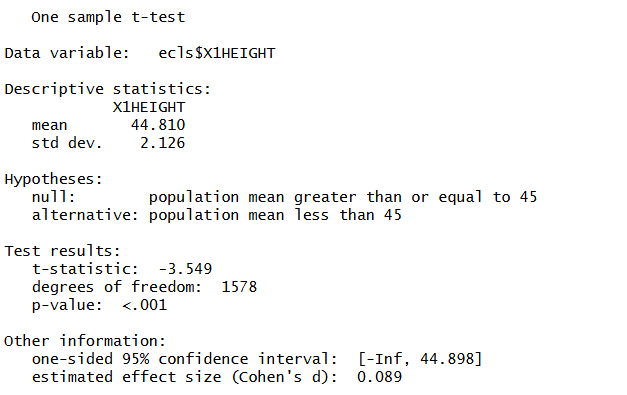 One sample t-test
Data variable: ecls$X1HEIGHT
Descriptive statistics:
X1HEIGHT
mean 44.810
std dev. 2.126
Hypotheses:
null: population mean greater than or equal to 45
alternative: population mean less than 45
Test results:
t-statistic: -3.549
degrees of freedom: 1578
p-value: <.001
Other information:
one-sided 95% confidence interval: [-Inf, 44.898]
estimated effect size (Cohen's d): 0.089